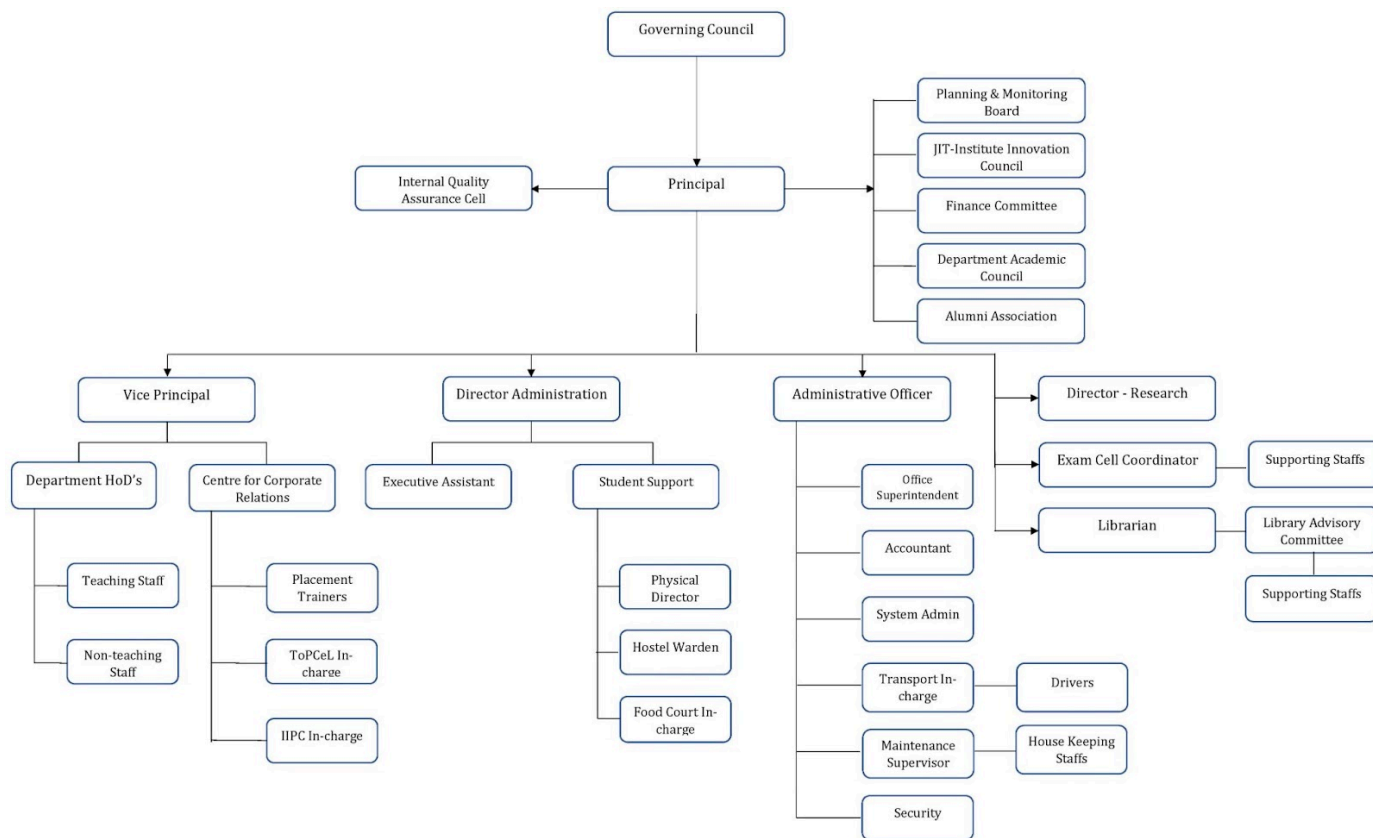 Governing Council
Planning & Monitoring
Board
JIT-Institute Innovation
Council
Internal Quality
Assurance Cell
Principal
Finance Committee
Department Academic
Council
Alumni Association
Vice Principal
Director Administration
Administrative Officer
Director - Research
Department HoD's
Centre for Corporate
Relations
Executive Assistant
Student Support
Office
Superintendent
Exam Cell Coordinator
Supporting Staffs
Librarian
Library Advisory
Committee
Supporting Staffs
Teaching Staff
Non-teaching
Staff
Placement
Trainers
ToPCeL In-
charge
IIPC In-charge
Physical
Director
Hostel Warden
Food Court In-
charge
Accountant
System Admin
Transport In-
charge
Drivers
Maintenance
Supervisor
House Keeping
Staffs
Security